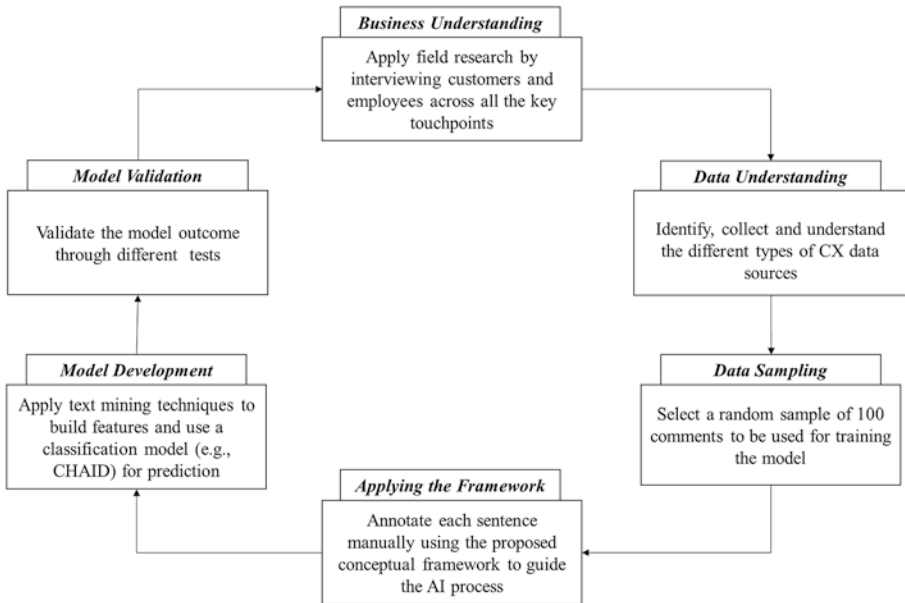 Business Understanding
Apply field research by
interviewing customers and
employees across all the key
touchpoints
Data Understanding
Identify, collect and understand
the different types of CX data
sources
Data Sampling
Select a random sample of 100
comments to be used for training
the model
Applying the Framework
Annotate each sentence
manually using the proposed
conceptual framework to guide
the AI process
Model Development
Apply text mining techniques to
build features and use a
classification model (e.g.,
CHAID) for prediction
Model Validation
Validate the model outcome
through different tests